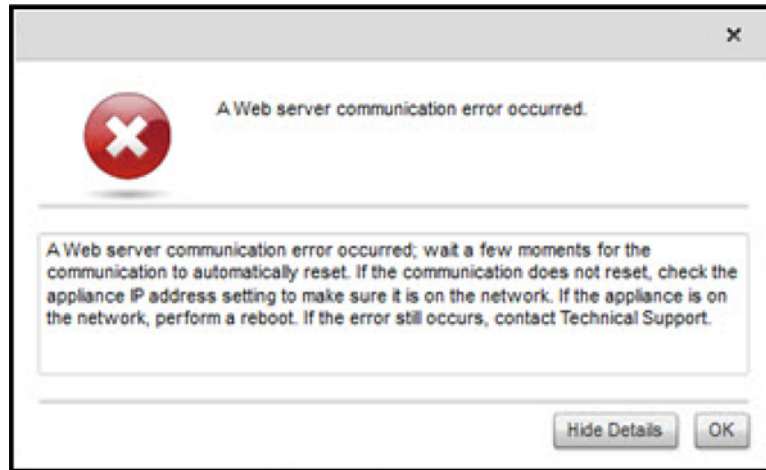 A Web server communication error occurred.
A Web server communication error occurred; wait a few moments for the
communication to automatically reset. If the communication does not reset, check the
appliance IP address setting to make sure it is on the network. If the appliance is on
the network, perform a reboot. If the error still occurs, contact Technical Support.
Hide Details OK